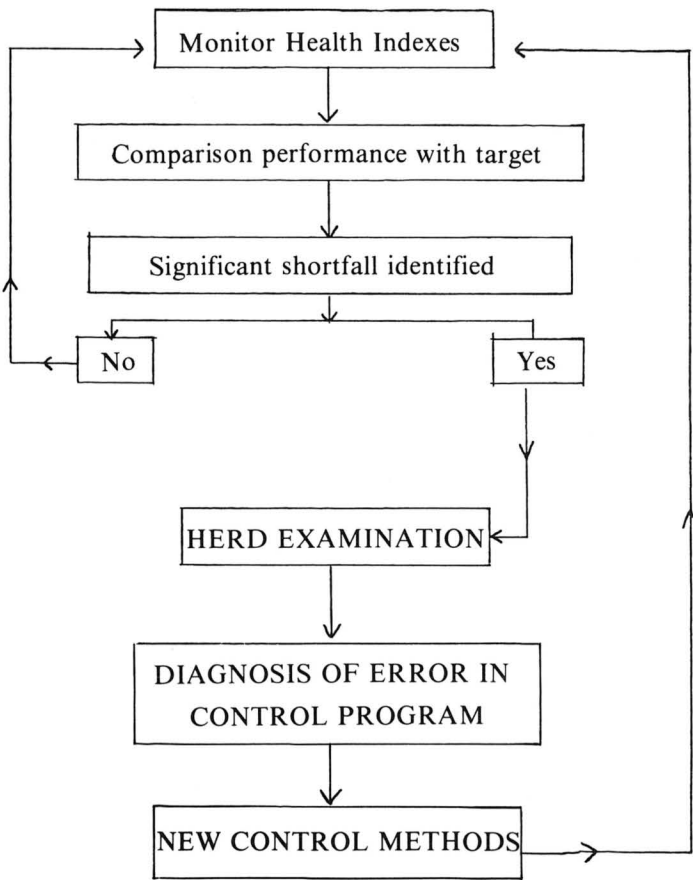 Monitor Health Indexes
Comparison performance with target
Significant shortfall identified
No
Yes
HERD EXAMINATION
DIAGNOSIS OF ERROR IN
CONTROL PROGRAM
NEW CONTROL METHODS